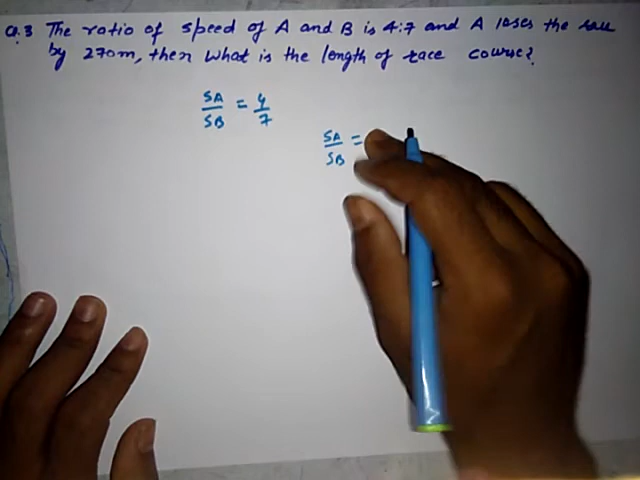 Q.3 The ratio of speed of A and B is 4:7 and A loses the race
by 270m, then what is the length of race course?
SA/SB = 4/7
SA/SB =